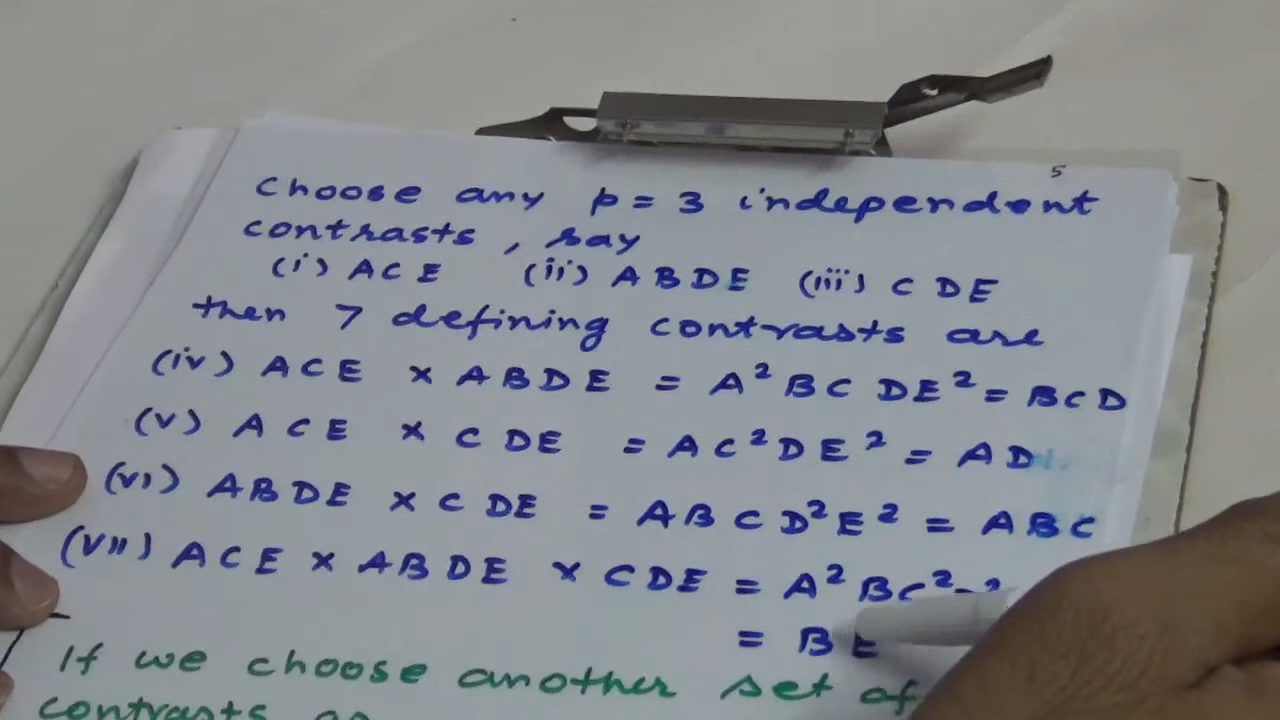 5
Choose any p = 3 independent
contrasts, say
(i) ACE (ii) ABDE (iii) CDE
then 7 defining contrasts are
(iv) ACE × ABDE = A²BCDE² = BCD
(v) ACE × CDE = AC²DE² = AD
(vi) ABDE × CDE = ABCD²E² = ABC
(vii) ACE × ABDE × CDE = A²BC²
= BE
If we choose another set of
contrasts